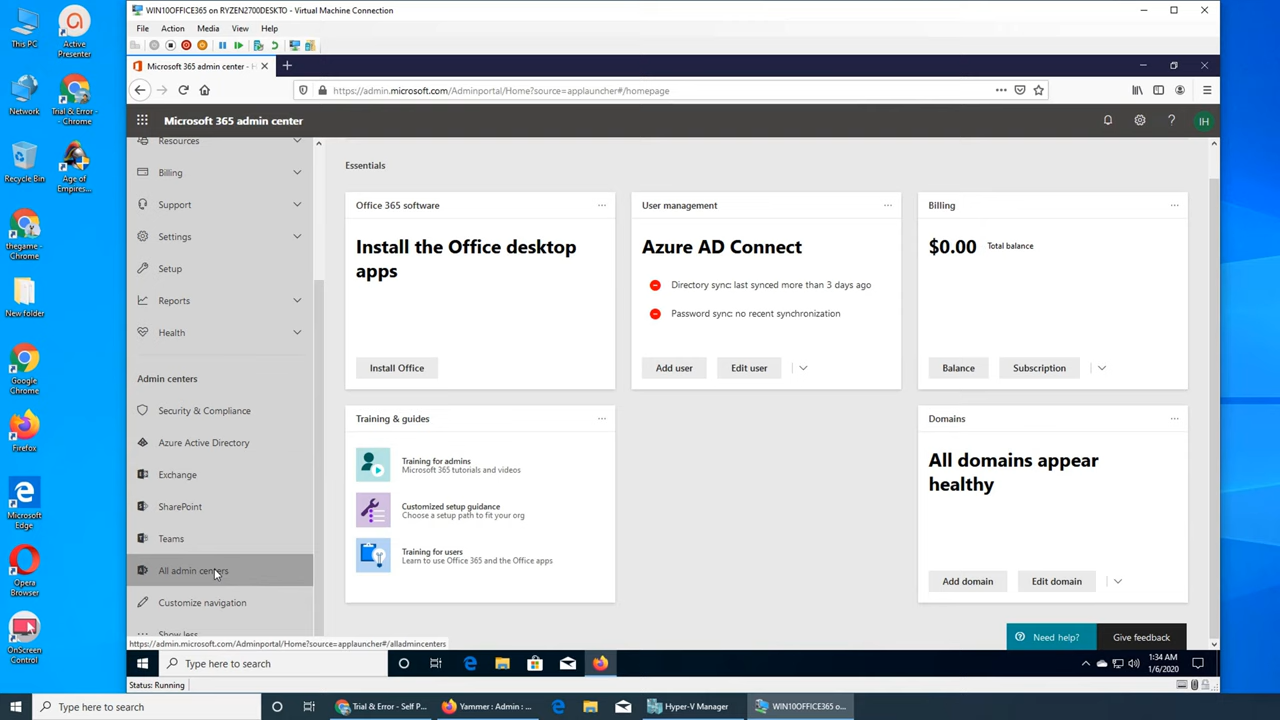 This PC
Active
Presenter
Network
Trial & Error -
- Chrome
Recycle Bin
Age of
Empires...
thegame -
Chrome
New folder
Google
Chrome
Firefox
Microsoft
Edge
Opera
Browser
OnScreen
Control
WIN10OFFICE365 on RYZEN2700DESKTO - Virtual Machine Connection
File Action Media View Help
Microsoft 365 admin center - H
https://admin.microsoft.com/Adminportal/Home?source=applauncher#/homepage
Microsoft 365 admin center
IH
Resources
Billing
Support
Settings
Setup
Reports
Health
Admin centers
Security & Compliance
Azure Active Directory
Exchange
SharePoint
Teams
All admin centers
Customize navigation
Show less
https://admin.microsoft.com/Adminportal/Home?source=applauncher#/alladmincenters
Essentials
Office 365 software
Install the Office desktop
apps
Install Office
User management
Azure AD Connect
Directory sync: last synced more than 3 days ago
Password sync: no recent synchronization
Add user Edit user
Billing
$0.00 Total balance
Balance Subscription
Training & guides
Training for admins
Microsoft 365 tutorials and videos
Customized setup guidance
Choose a setup path to fit your org
Training for users
Learn to use Office 365 and the Office apps
Domains
All domains appear
healthy
Add domain Edit domain
Need help? Give feedback
Type here to search
1:34 AM
1/6/2020
Status: Running
Type here to search
Trial & Error - Self P...
Yammer : Admin : ...
Hyper-V Manager
WIN10OFFICE365 o...